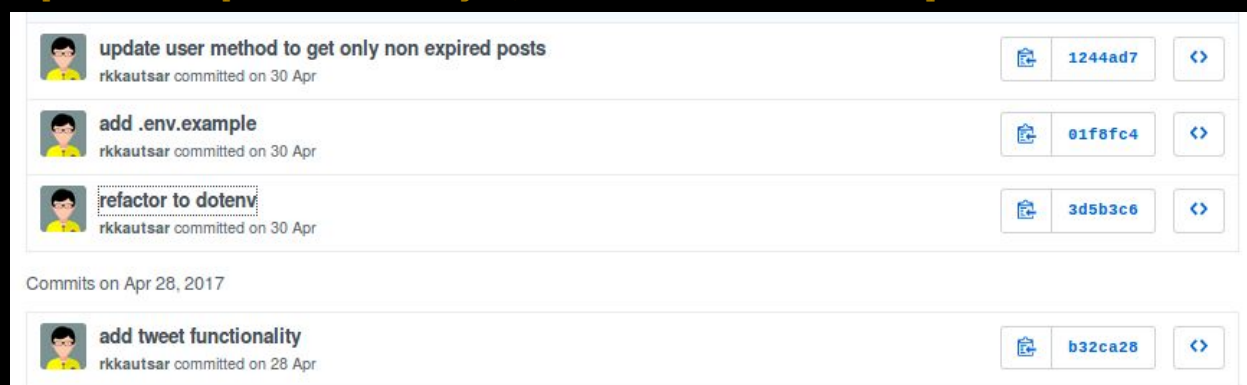 update user method to get only non expired posts
rkkautsar committed on 30 Apr
1244ad7
add .env.example
rkkautsar committed on 30 Apr
01f8fc4
refactor to dotenv
rkkautsar committed on 30 Apr
3d5b3c6
Commits on Apr 28, 2017
add tweet functionality
rkkautsar committed on 28 Apr
b32ca28